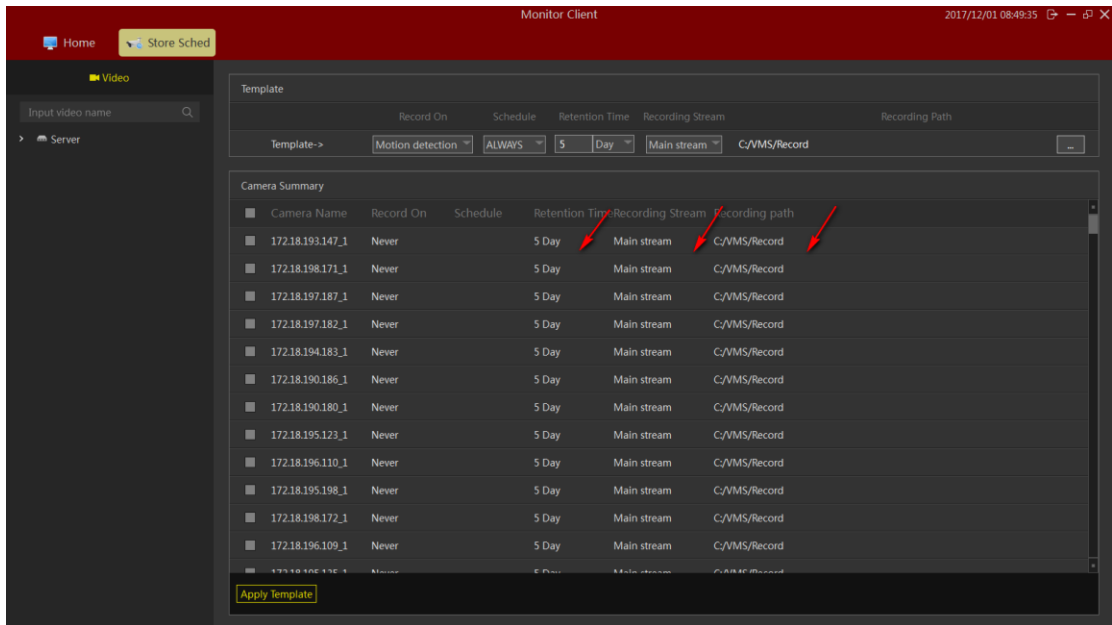 Monitor Client
2017/12/01 08:49:35
Home
Store Sched
Video
Input video name
Server
Template
Record On Schedule Retention Time Recording Stream Recording Path
Template-> Motion detection ALWAYS 5 Day Main stream C:/VMS/Record ...
Camera Summary
Camera Name Record On Schedule Retention Time Recording Stream Recording path
172.18.193.147_1 Never 5 Day Main stream C:/VMS/Record
172.18.198.171_1 Never 5 Day Main stream C:/VMS/Record
172.18.197.187_1 Never 5 Day Main stream C:/VMS/Record
172.18.197.182_1 Never 5 Day Main stream C:/VMS/Record
172.18.194.183_1 Never 5 Day Main stream C:/VMS/Record
172.18.190.186_1 Never 5 Day Main stream C:/VMS/Record
172.18.190.180_1 Never 5 Day Main stream C:/VMS/Record
172.18.195.123_1 Never 5 Day Main stream C:/VMS/Record
172.18.196.110_1 Never 5 Day Main stream C:/VMS/Record
172.18.195.198_1 Never 5 Day Main stream C:/VMS/Record
172.18.198.172_1 Never 5 Day Main stream C:/VMS/Record
172.18.196.109_1 Never 5 Day Main stream C:/VMS/Record
Apply Template